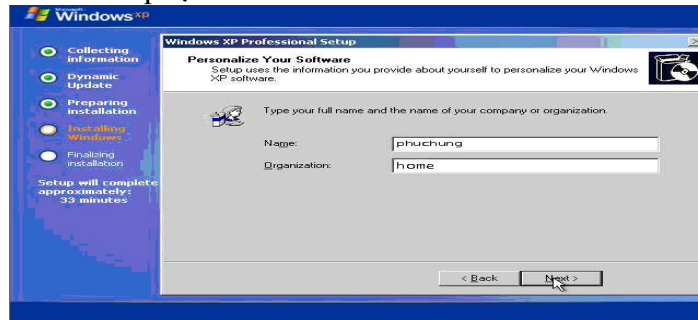 Microsoft
Windows xp
Collecting
information
Dynamic
Update
Preparing
installation
Installing
Windows
Finalizing
installation
Setup will complete
approximately:
33 minutes
Windows XP Professional Setup
Personalize Your Software
Setup uses the information you provide about yourself to personalize your Windows
XP software.
Type your full name and the name of your company or organization.
Name: phuchung
Organization: home
< Back Next >